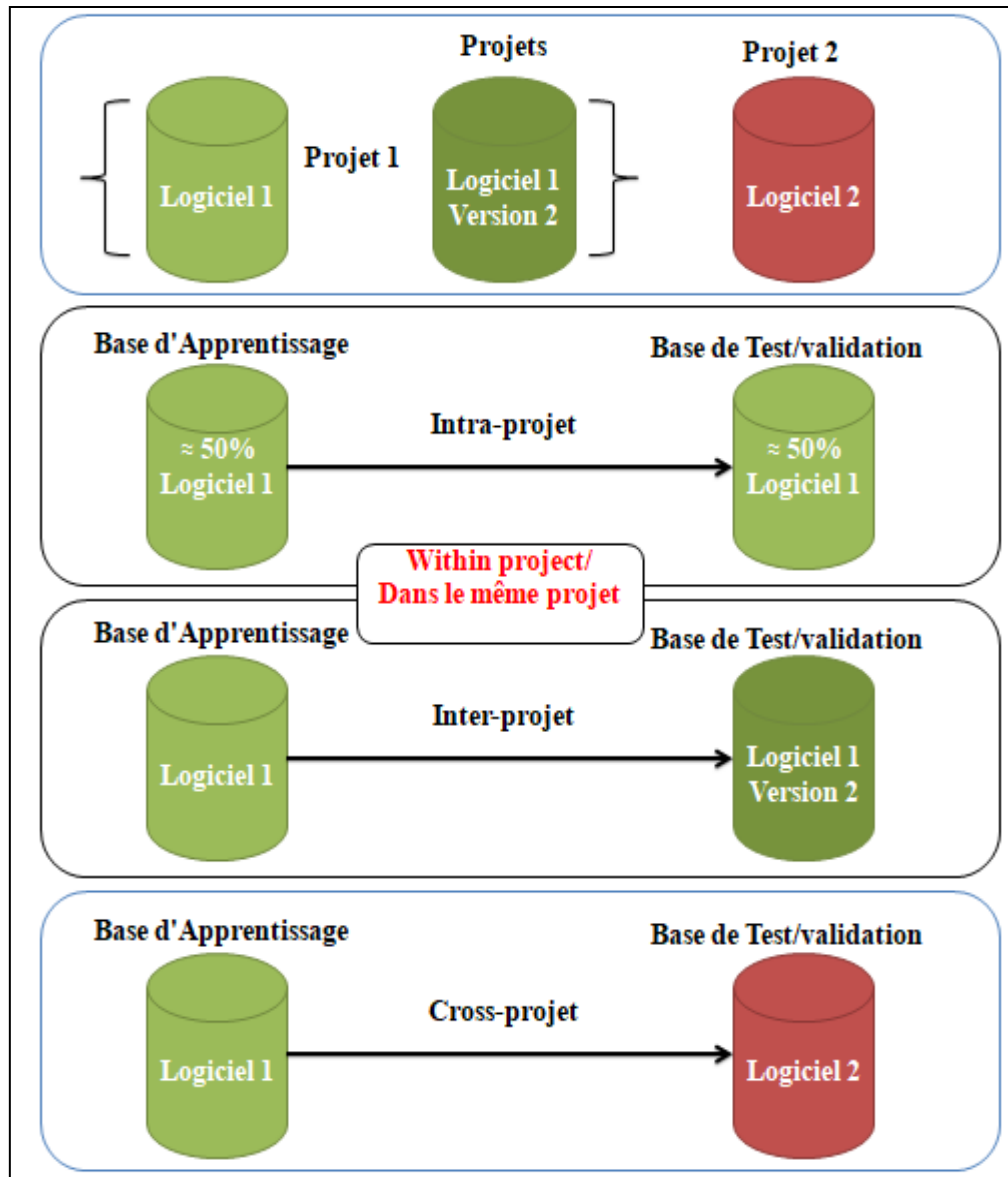 Projets
Projet 2
Projet 1
Logiciel 1
Logiciel 1
Version 2
Logiciel 2
Base d'Apprentissage
Base de Test/validation
≈ 50%
Logiciel 1
Intra-projet
≈ 50%
Logiciel 1
Within project/
Dans le même projet
Base d'Apprentissage
Base de Test/validation
Logiciel 1
Inter-projet
Logiciel 1
Version 2
Base d'Apprentissage
Base de Test/validation
Logiciel 1
Cross-projet
Logiciel 2